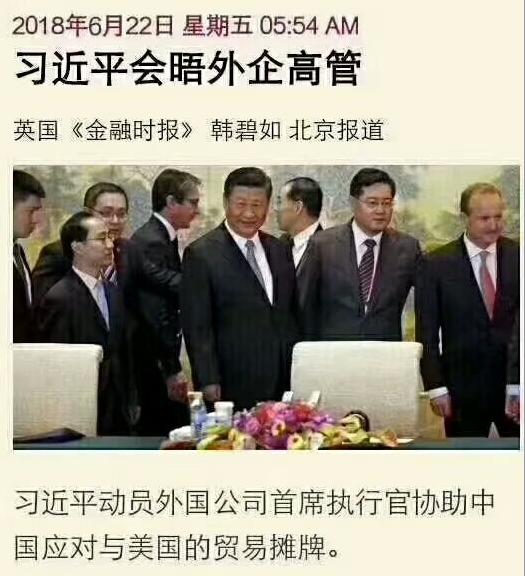 2018年6月22日 星期五 05:54 AM
习近平会晤外企高管
英国《金融时报》 韩碧如 北京报道
习近平动员外国公司首席执行官协助中
国应对与美国的贸易摊牌。